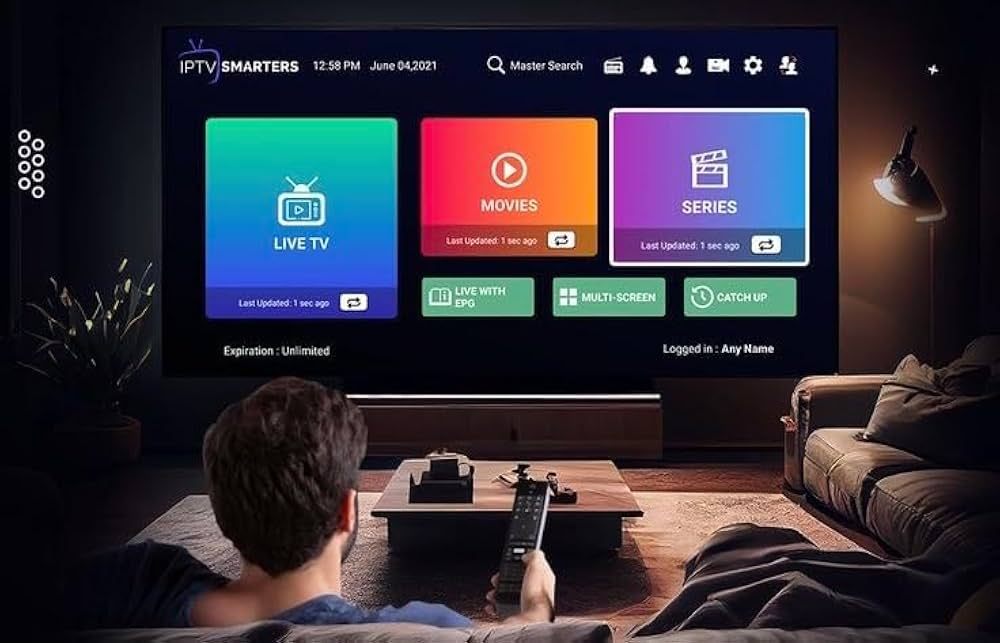 IPTV SMARTERS 12:58 PM June 04,2021 Master Search
LIVE TV
Last Updated: 1 sec ago
MOVIES
Last Updated: 1 sec ago
SERIES
Last Updated: 1 sec ago
LIVE WITH
EPG
MULTI-SCREEN
CATCH UP
Expiration : Unlimited
Logged in : Any Name